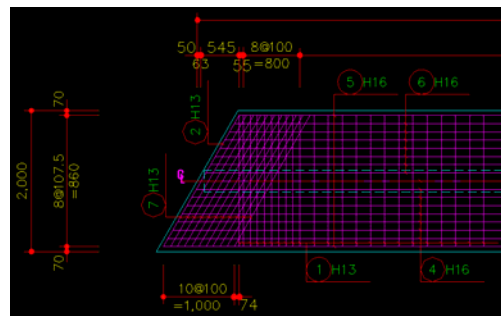 50 545 8@100
63 55 =800
5 H16 6 H16
70
2 H13
2,000
8@107.5
=860
℄
7 H13
70
1 H13 4 H16
10@100
=1,000 74